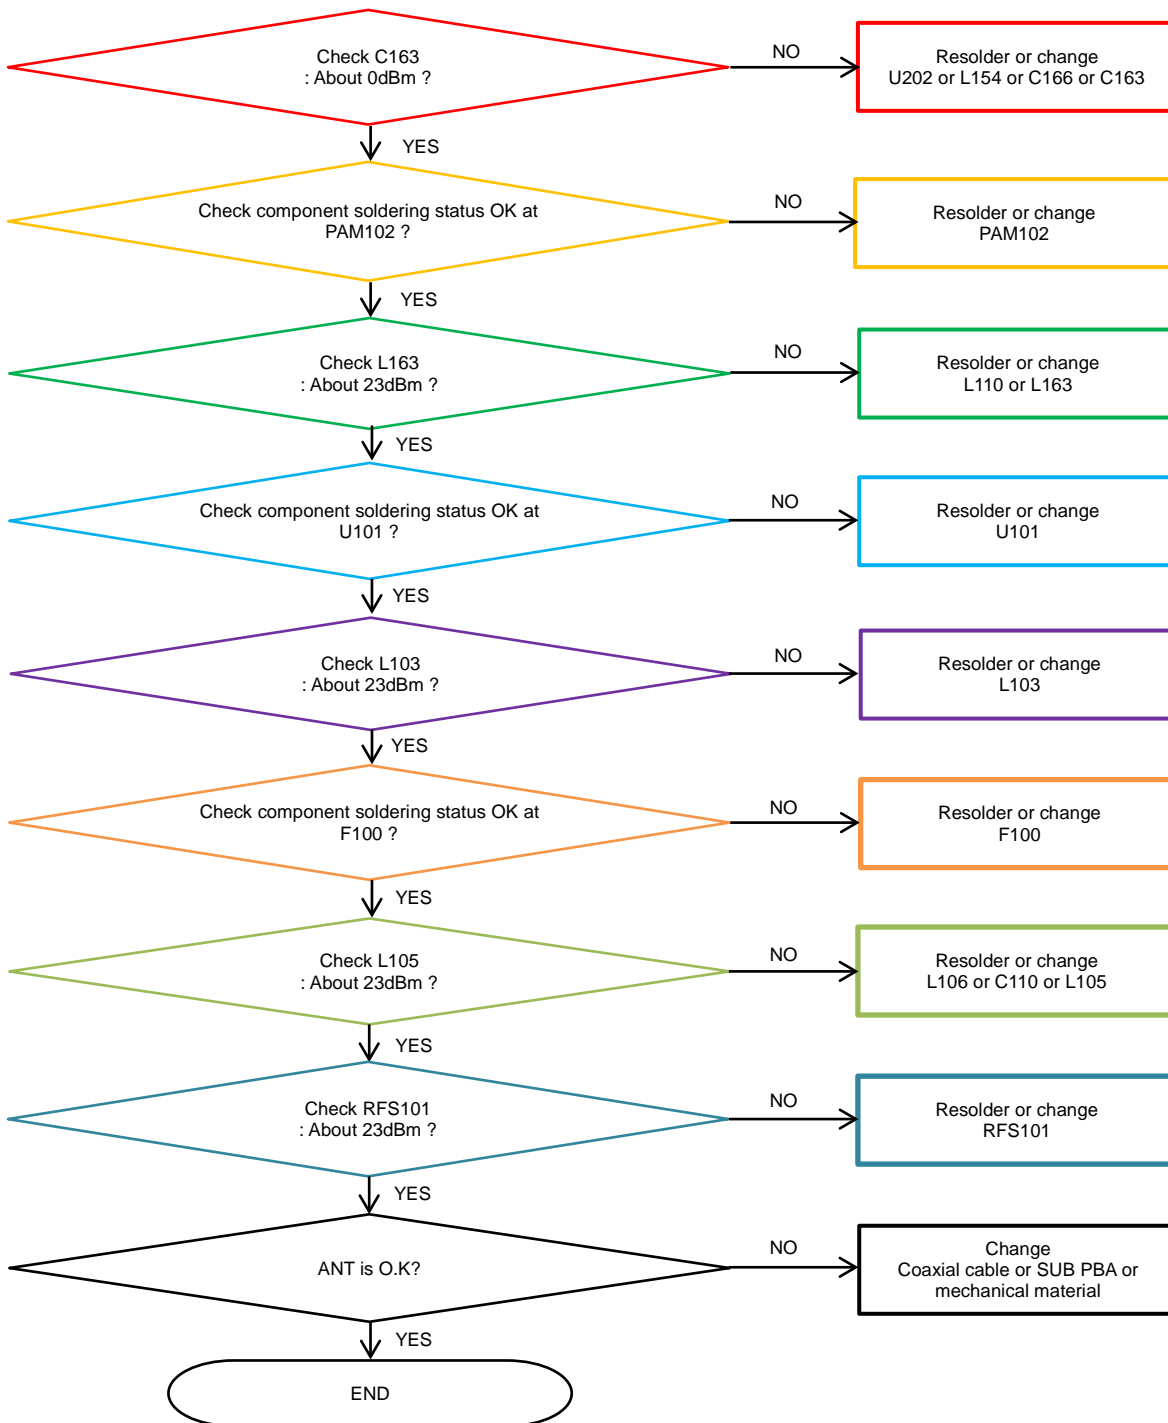 Check C163
: About 0dBm ?
NO
Resolder or change
U202 or L154 or C166 or C163
YES
Check component soldering status OK at
PAM102 ?
NO
Resolder or change
PAM102
YES
Check L163
: About 23dBm ?
NO
Resolder or change
L110 or L163
YES
Check component soldering status OK at
U101 ?
NO
Resolder or change
U101
YES
Check L103
: About 23dBm ?
NO
Resolder or change
L103
YES
Check component soldering status OK at
F100 ?
NO
Resolder or change
F100
YES
Check L105
: About 23dBm ?
NO
Resolder or change
L106 or C110 or L105
YES
Check RFS101
: About 23dBm ?
NO
Resolder or change
RFS101
YES
ANT is O.K?
NO
Change
Coaxial cable or SUB PBA or
mechanical material
YES
END